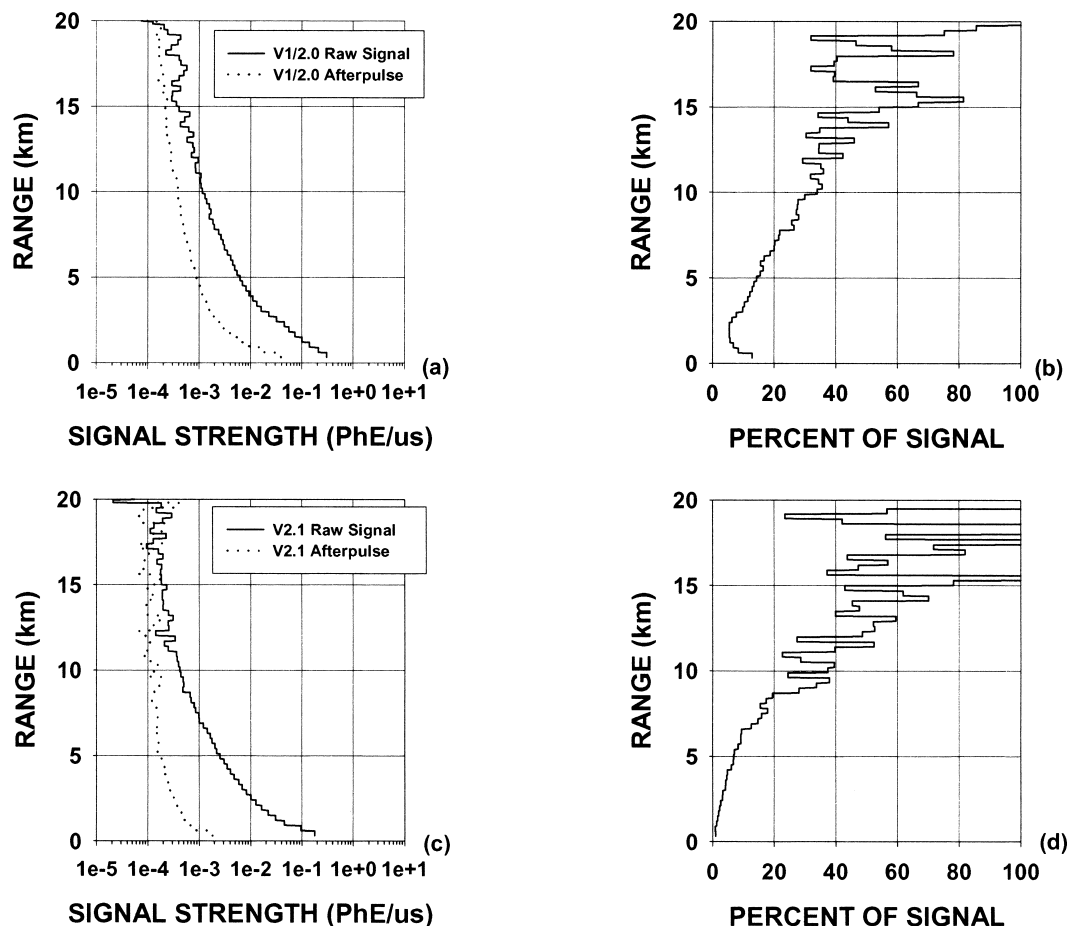 20
15
10
5
0
RANGE (km)
V1/2.0 Raw Signal
V1/2.0 Afterpulse
1e-5 1e-4 1e-3 1e-2 1e-1 1e+0 1e+1
SIGNAL STRENGTH (PhE/us)
(a)
20
15
10
5
0
RANGE (km)
0 20 40 60 80 100
PERCENT OF SIGNAL
(b)
20
15
10
5
0
RANGE (km)
V2.1 Raw Signal
V2.1 Afterpulse
1e-5 1e-4 1e-3 1e-2 1e-1 1e+0 1e+1
SIGNAL STRENGTH (PhE/us)
(c)
20
15
10
5
0
RANGE (km)
0 20 40 60 80 100
PERCENT OF SIGNAL
(d)